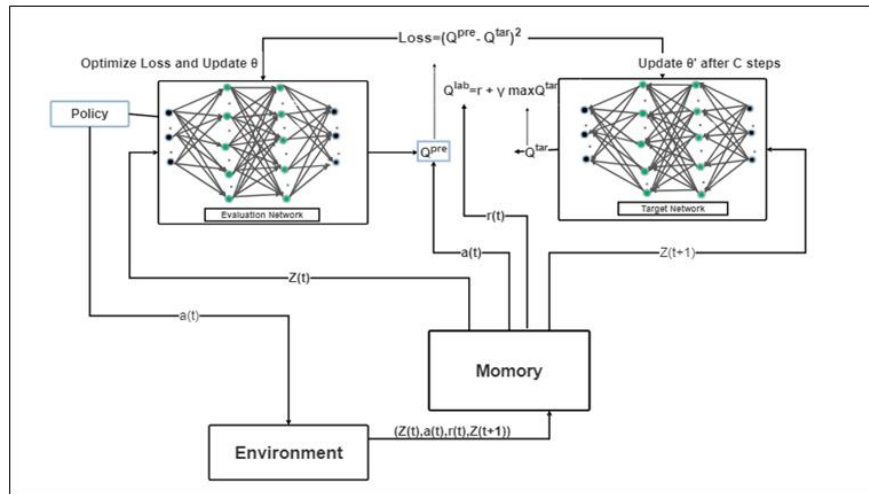 Loss=(Q^pre- Q^tar)^2
Optimize Loss and Update θ
Update θ' after C steps
Q^lab=r + γ maxQ^tar
Policy
Q^pre
Q^tar
Evaluation Network
Target Network
r(t)
a(t)
Z(t)
Z(t+1)
a(t)
Momory
(Z(t),a(t),r(t),Z(t+1))
Environment